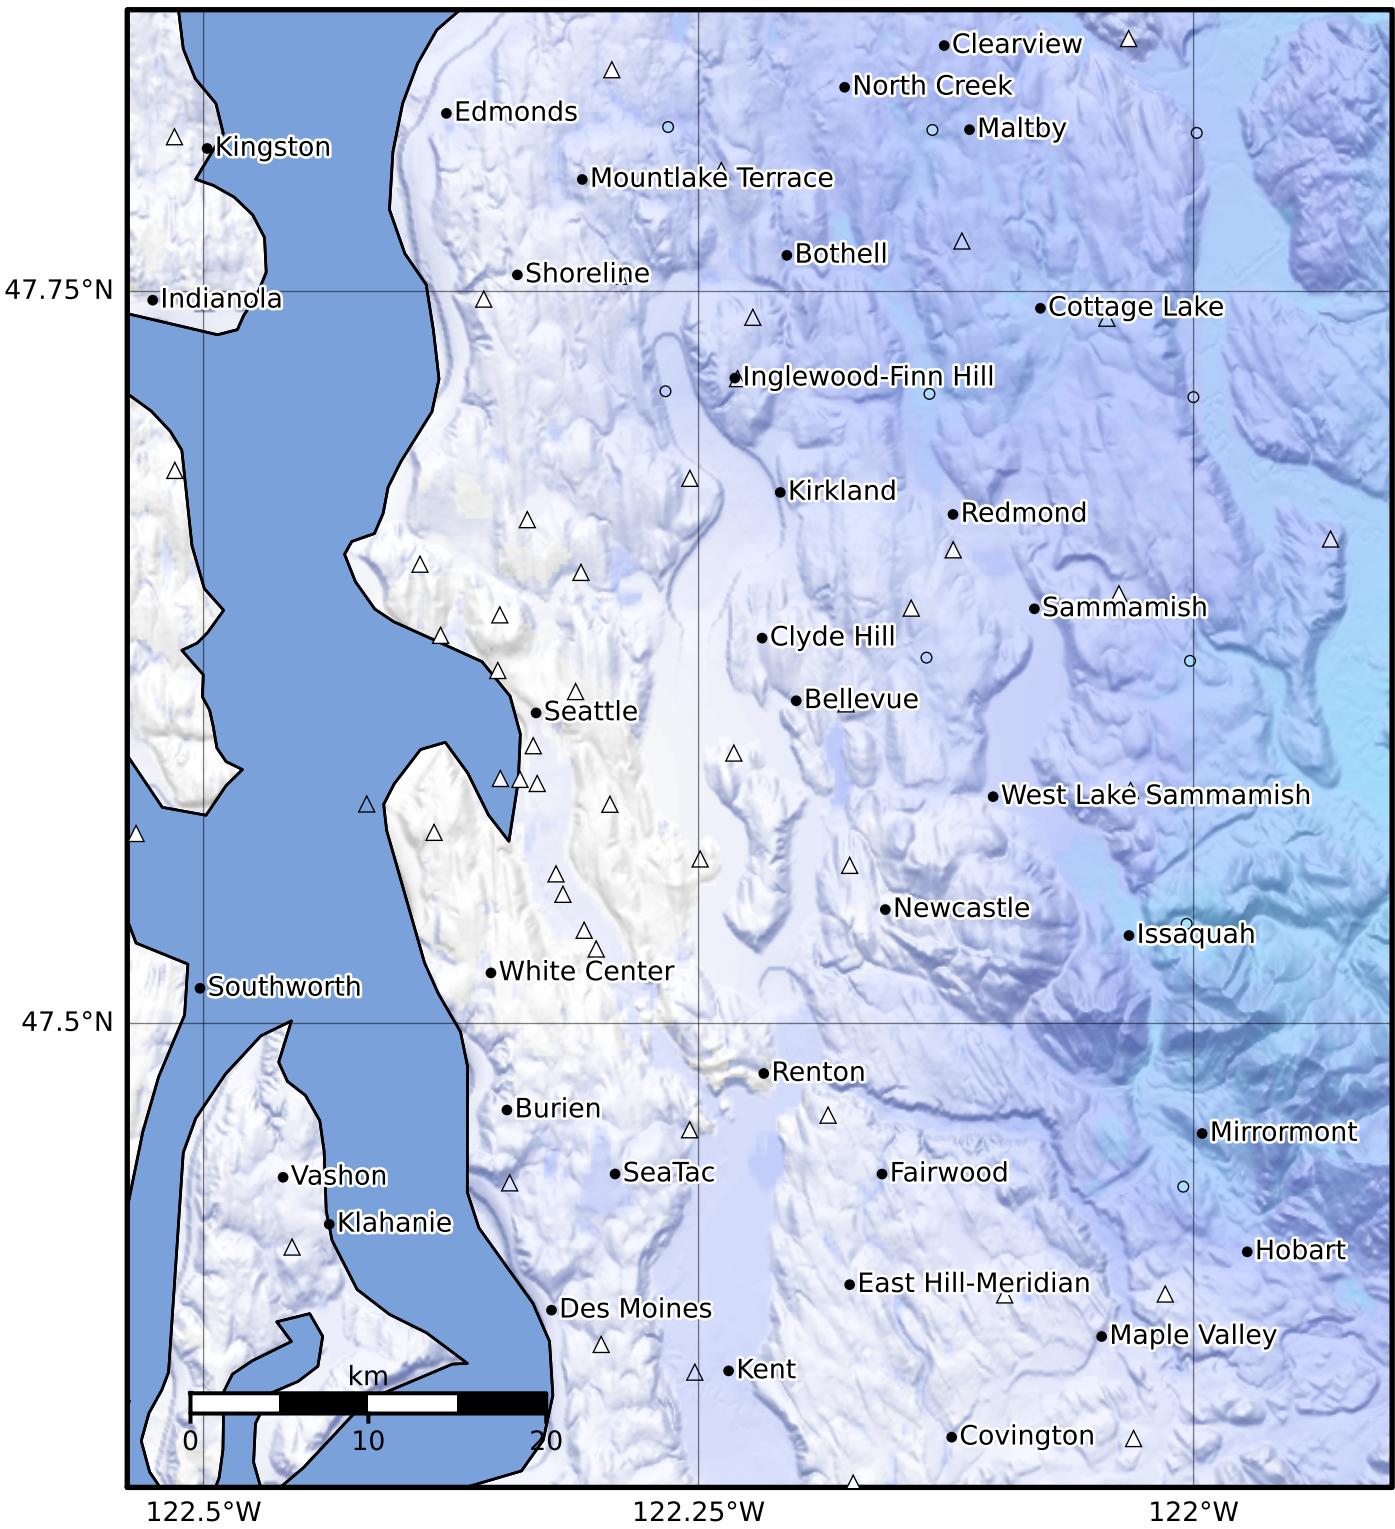 Clearview
North Creek
Edmonds
Maltby
Kingston
Mountlake Terrace
Bothell
Shoreline
47.75°N
Indianola
Cottage Lake
Inglewood-Finn Hill
Kirkland
Redmond
Sammamish
Clyde Hill
Bellevue
Seattle
West Lake Sammamish
Newcastle
Issaquah
White Center
Southworth
47.5°N
Renton
Burien
Mirrormont
SeaTac
Fairwood
Vashon
Klahanie
Hobart
East Hill-Meridian
Des Moines
Maple Valley
Kent
km
0 10 20
Covington
122.5°W 122.25°W 122°W